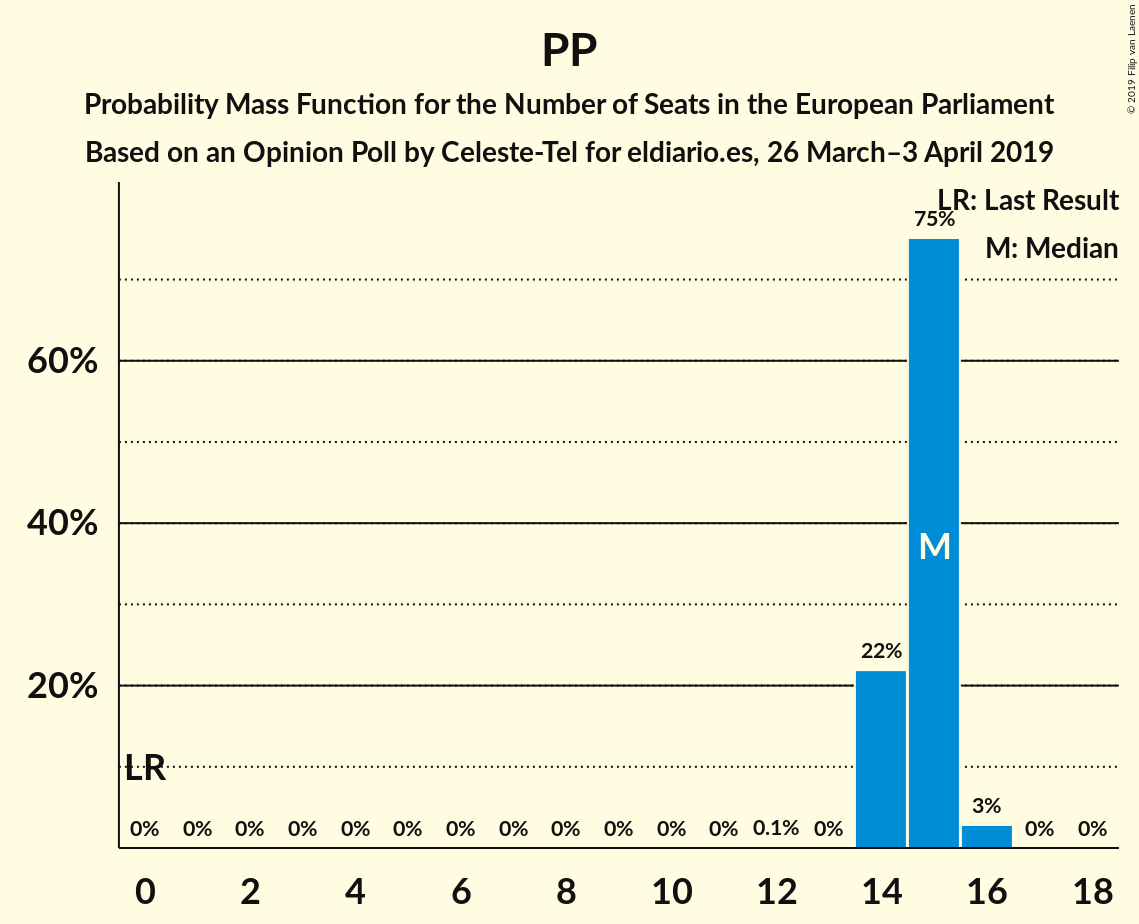 PP
Probability Mass Function for the Number of Seats in the European Parliament
Based on an Opinion Poll by Celeste-Tel for eldiario.es, 26 March–3 April 2019
© 2019 Filip van Laenen
LR: Last Result
M: Median
75%
60%
40%
M
22%
20%
LR
3%
0% 0% 0% 0% 0% 0% 0% 0% 0% 0% 0% 0% 0.1% 0% 0% 0%
0 2 4 6 8 10 12 14 16 18